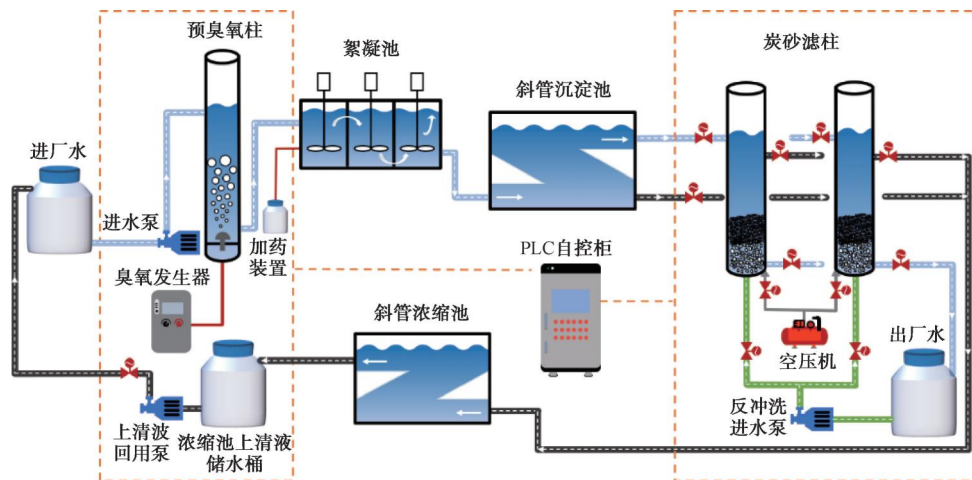 预臭氧柱
絮凝池
斜管沉淀池
炭砂滤柱
进厂水
进水泵
加药
装置
臭氧发生器
PLC自控柜
斜管浓缩池
空压机
出厂水
上清波
回用泵
浓缩池上清液
储水桶
反冲洗
进水泵